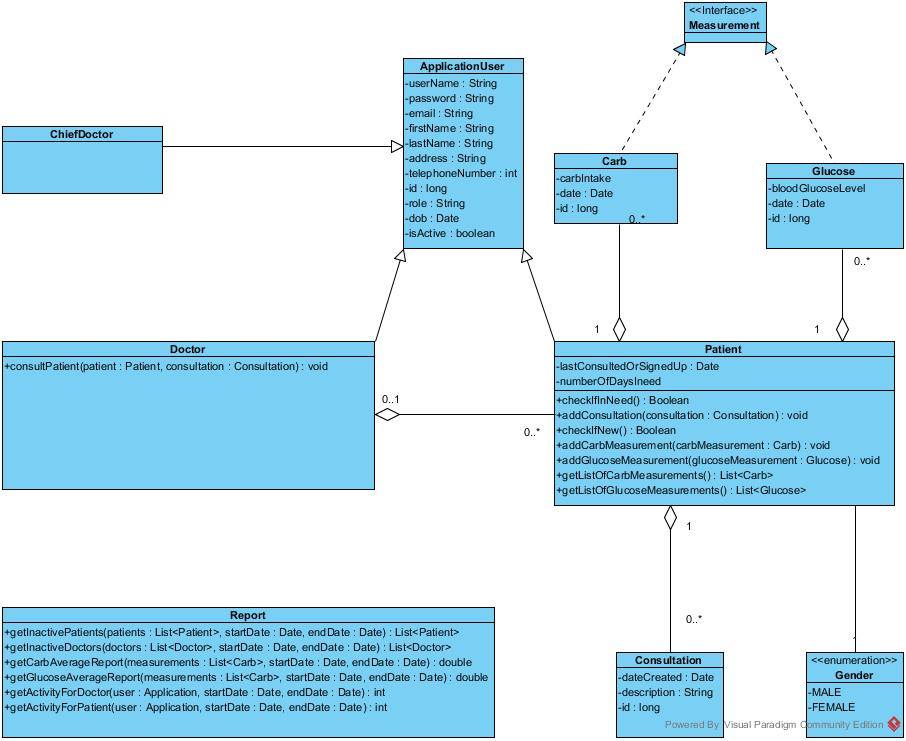 <<Interface>>
Measurement
ApplicationUser
-userName : String
-password : String
-email : String
-firstName : String
-lastName : String
-address : String
-telephoneNumber : int
-id : long
-role : String
-dob : Date
-isActive : boolean
ChiefDoctor
Carb
-carbIntake
-date : Date
-id : long
0..*
Glucose
-bloodGlucoseLevel
-date : Date
-id : long
0..*
1
1
Doctor
+consultPatient(patient : Patient, consultation : Consultation) : void
0..1
0..*
Patient
-lastConsultedOrSignedUp : Date
-numberOfDaysIneed
+checkIfInNeed() : Boolean
+addConsultation(consultation : Consultation) : void
+checkIfNew() : Boolean
+addCarbMeasurement(carbMeasurement : Carb) : void
+addGlucoseMeasurement(glucoseMeasurement : Glucose) : void
+getListOfCarbMeasurements() : List<Carb>
+getListOfGlucoseMeasurements() : List<Glucose>
1
0..*
Report
+getInactivePatients(patients : List<Patient>, startDate : Date, endDate : Date) : List<Patient>
+getInactiveDoctors(doctors : List<Doctor>, startDate : Date, endDate : Date) : List<Doctor>
+getCarbAverageReport(measurements : List<Carb>, startDate : Date, endDate : Date) : double
+getGlucoseAverageReport(measurements : List<Carb>, startDate : Date, endDate : Date) : double
+getActivityForDoctor(user : Application, startDate : Date, endDate : Date) : int
+getActivityForPatient(user : Application, startDate : Date, endDate : Date) : int
Consultation
-dateCreated : Date
-description : String
-id : long
<<enumeration>>
Gender
-MALE
-FEMALE
Powered By Visual Paradigm Community Edition